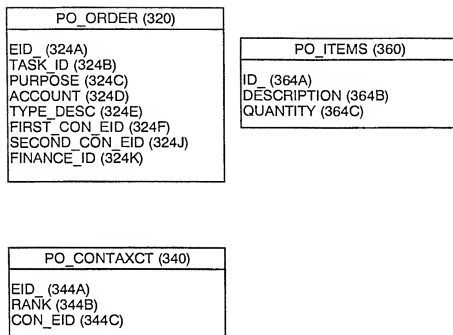 PO_ORDER (320)
EID_ (324A)
TASK_ID (324B)
PURPOSE (324C)
ACCOUNT (324D)
TYPE_DESC (324E)
FIRST_CON_EID (324F)
SECOND_CON_EID (324J)
FINANCE_ID (324K)
PO_ITEMS (360)
ID_ (364A)
DESCRIPTION (364B)
QUANTITY (364C)
PO_CONTAXCT (340)
EID_ (344A)
RANK (344B)
CON_EID (344C)